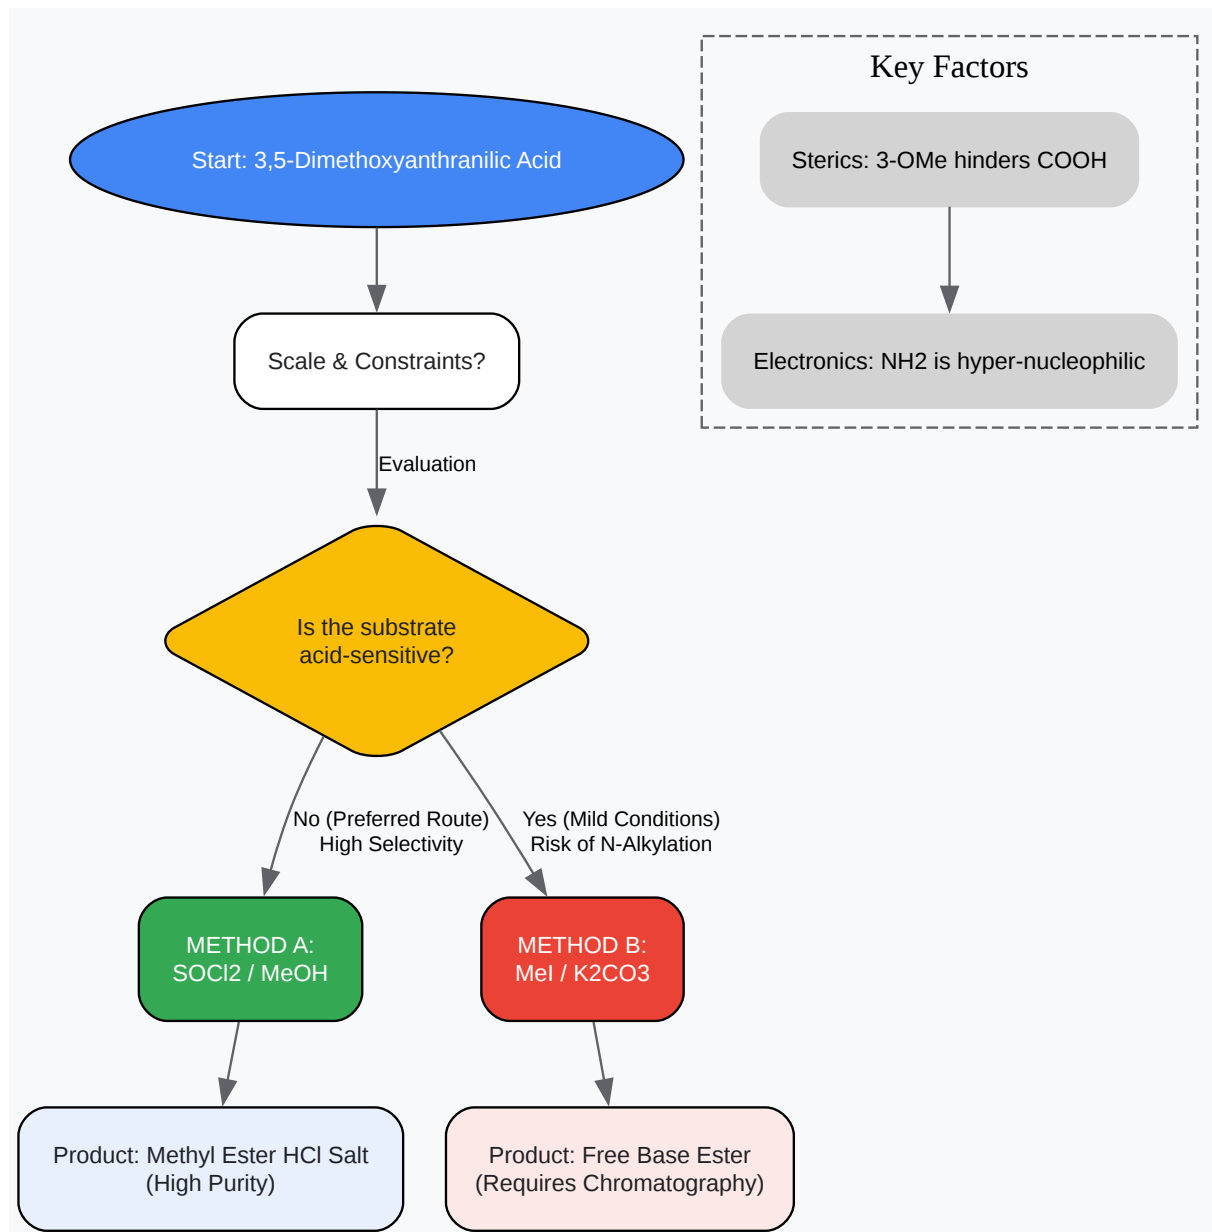 Key Factors
Start: 3,5-Dimethoxyanthranilic Acid
Sterics: 3-OMe hinders COOH
Scale & Constraints?
Electronics: NH2 is hyper-nucleophilic
Evaluation
Is the substrate
acid-sensitive?
No (Preferred Route)
High Selectivity
Yes (Mild Conditions)
Risk of N-Alkylation
METHOD A:
SOCl2 / MeOH
METHOD B:
MeI / K2CO3
Product: Methyl Ester HCl Salt
(High Purity)
Product: Free Base Ester
(Requires Chromatography)